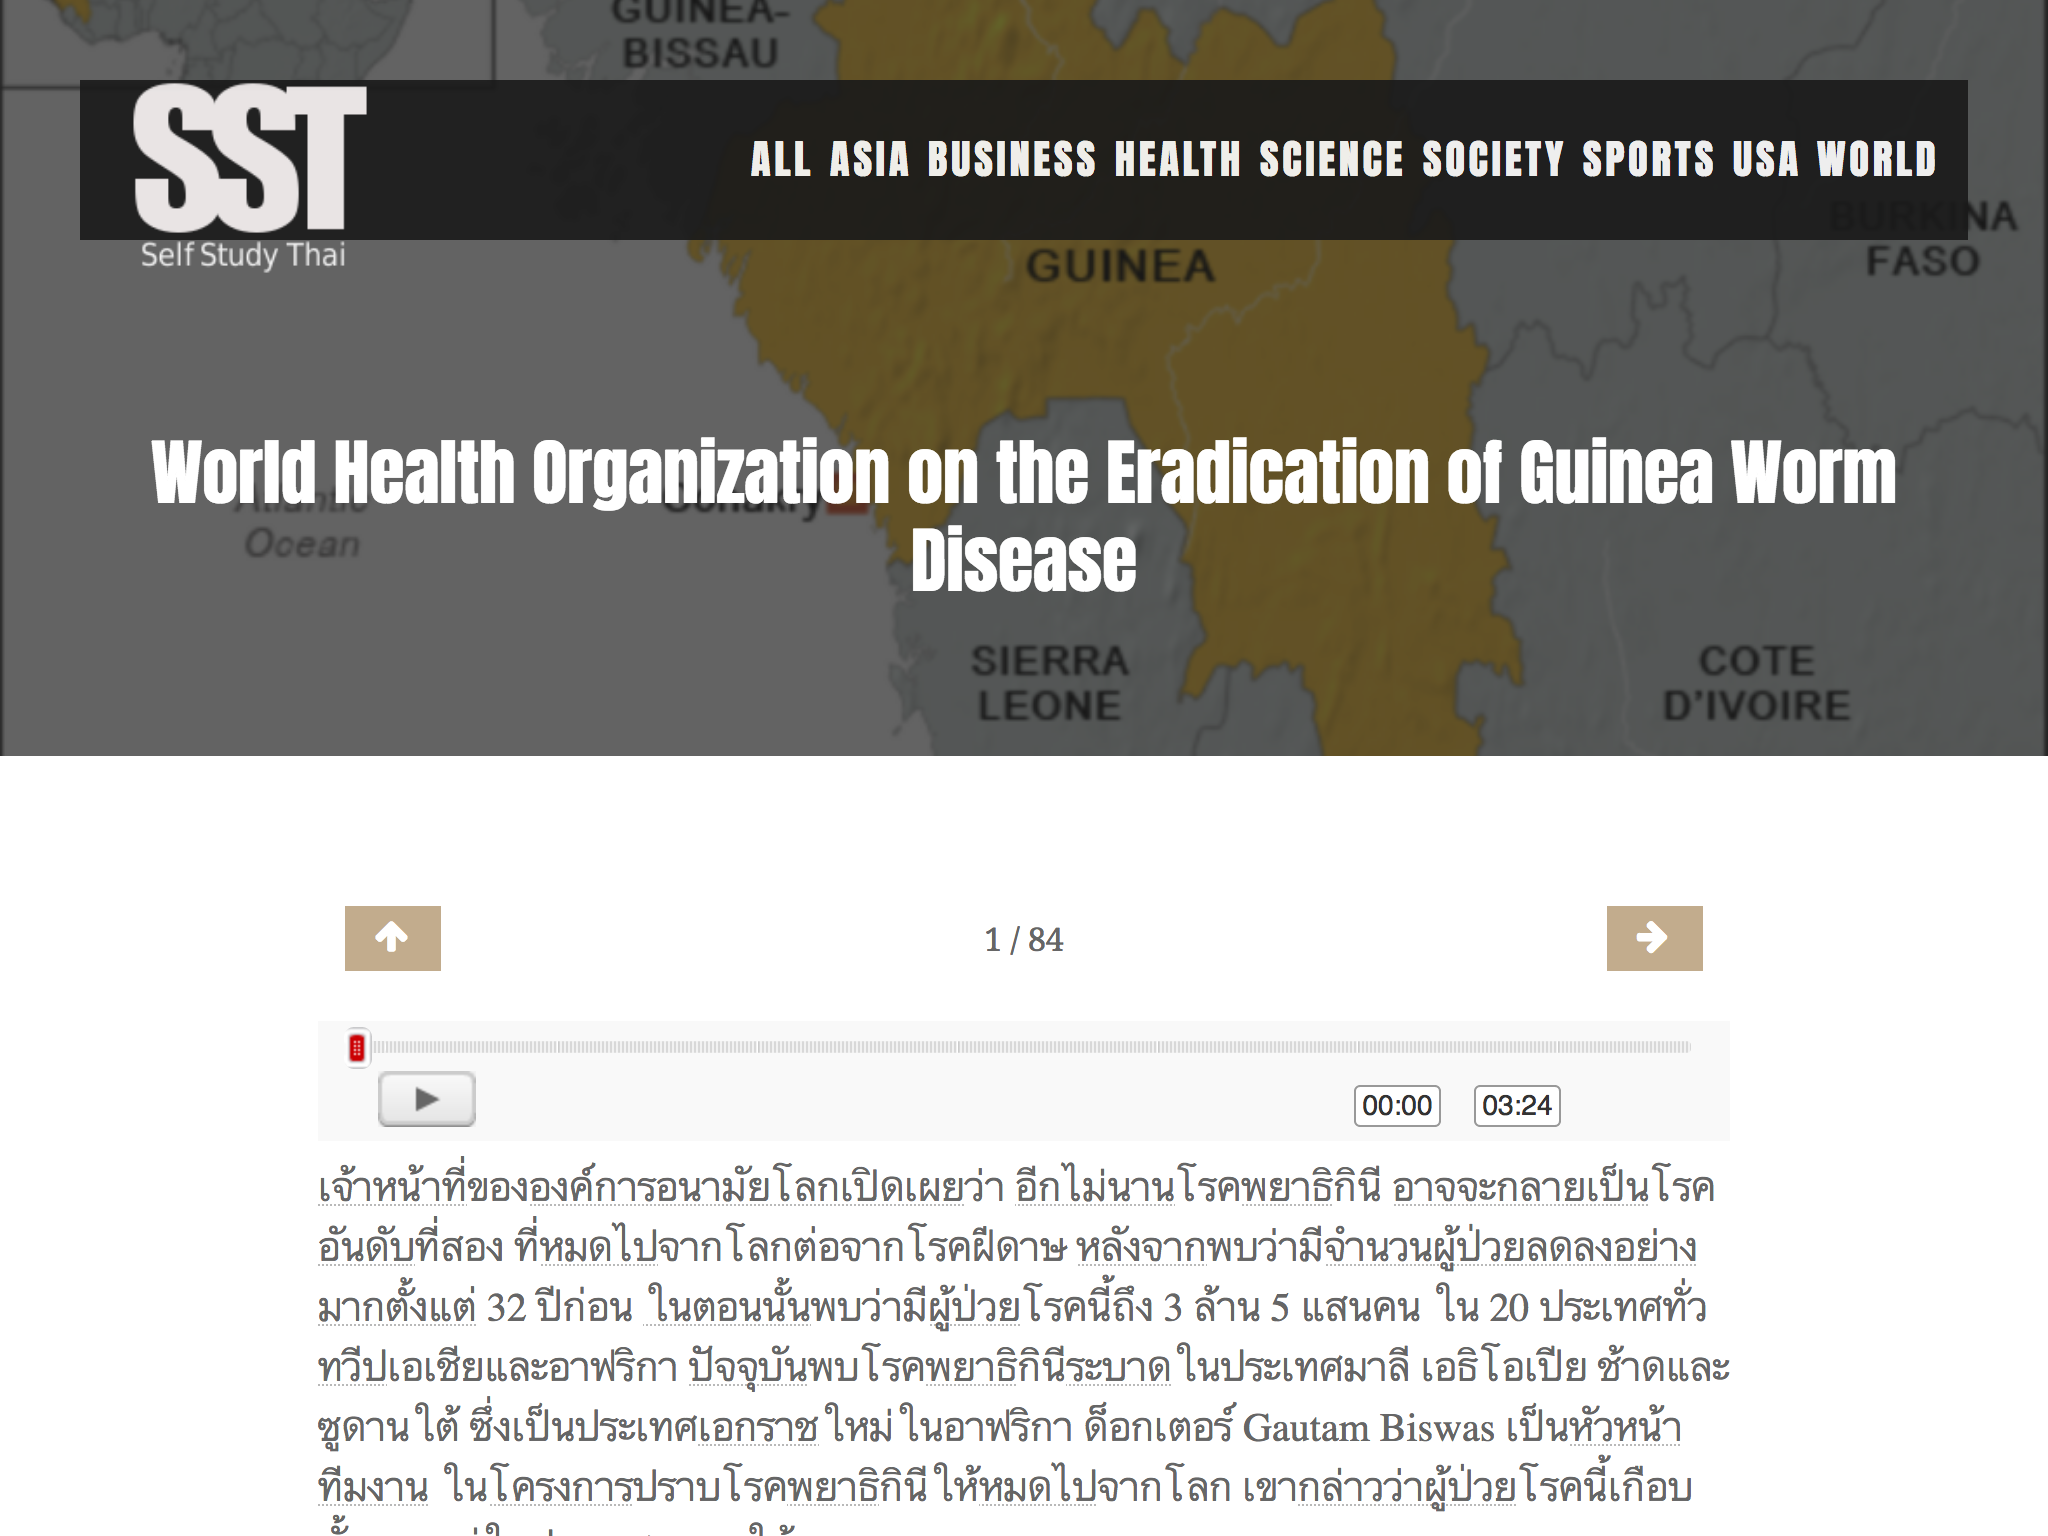 GUINEA-
BISSAU
SST
Self Study Thai
ALL ASIA BUSINESS HEALTH SCIENCE SOCIETY SPORTS USA WORLD
BURKINA
FASO
GUINEA
World Health Organization on the Eradication of Guinea Worm
Disease
Atlantic
Ocean
Conakry
SIERRA
LEONE
COTE
D'IVOIRE
1 / 84
00:00 03:24
เจ้าหน้าที่ขององค์การอนามัยโลกเปิดเผยว่า อีกไม่นานโรคพยาธิกินี อาจจะกลายเป็นโรค
อันดับที่สอง ที่หมดไปจากโลกต่อจากโรคฝีดาษ หลังจากพบว่ามีจำนวนผู้ป่วยลดลงอย่าง
มากตั้งแต่ 32 ปีก่อน ในตอนนั้นพบว่ามีผู้ป่วยโรคนี้ถึง 3 ล้าน 5 แสนคน ใน 20 ประเทศทั่ว
ทวีปเอเชียและอาฟริกา ปัจจุบันพบโรคพยาธิกินีระบาดในประเทศมาลี เอธิโอเปีย ช้าดและ
ซูดานใต้ ซึ่งเป็นประเทศเอกราชใหม่ในอาฟริกา ด็อกเตอร์ Gautam Biswas เป็นหัวหน้า
ทีมงาน ในโครงการปราบโรคพยาธิกินีให้หมดไปจากโลก เขากล่าวว่าผู้ป่วยโรคนี้เกือบ